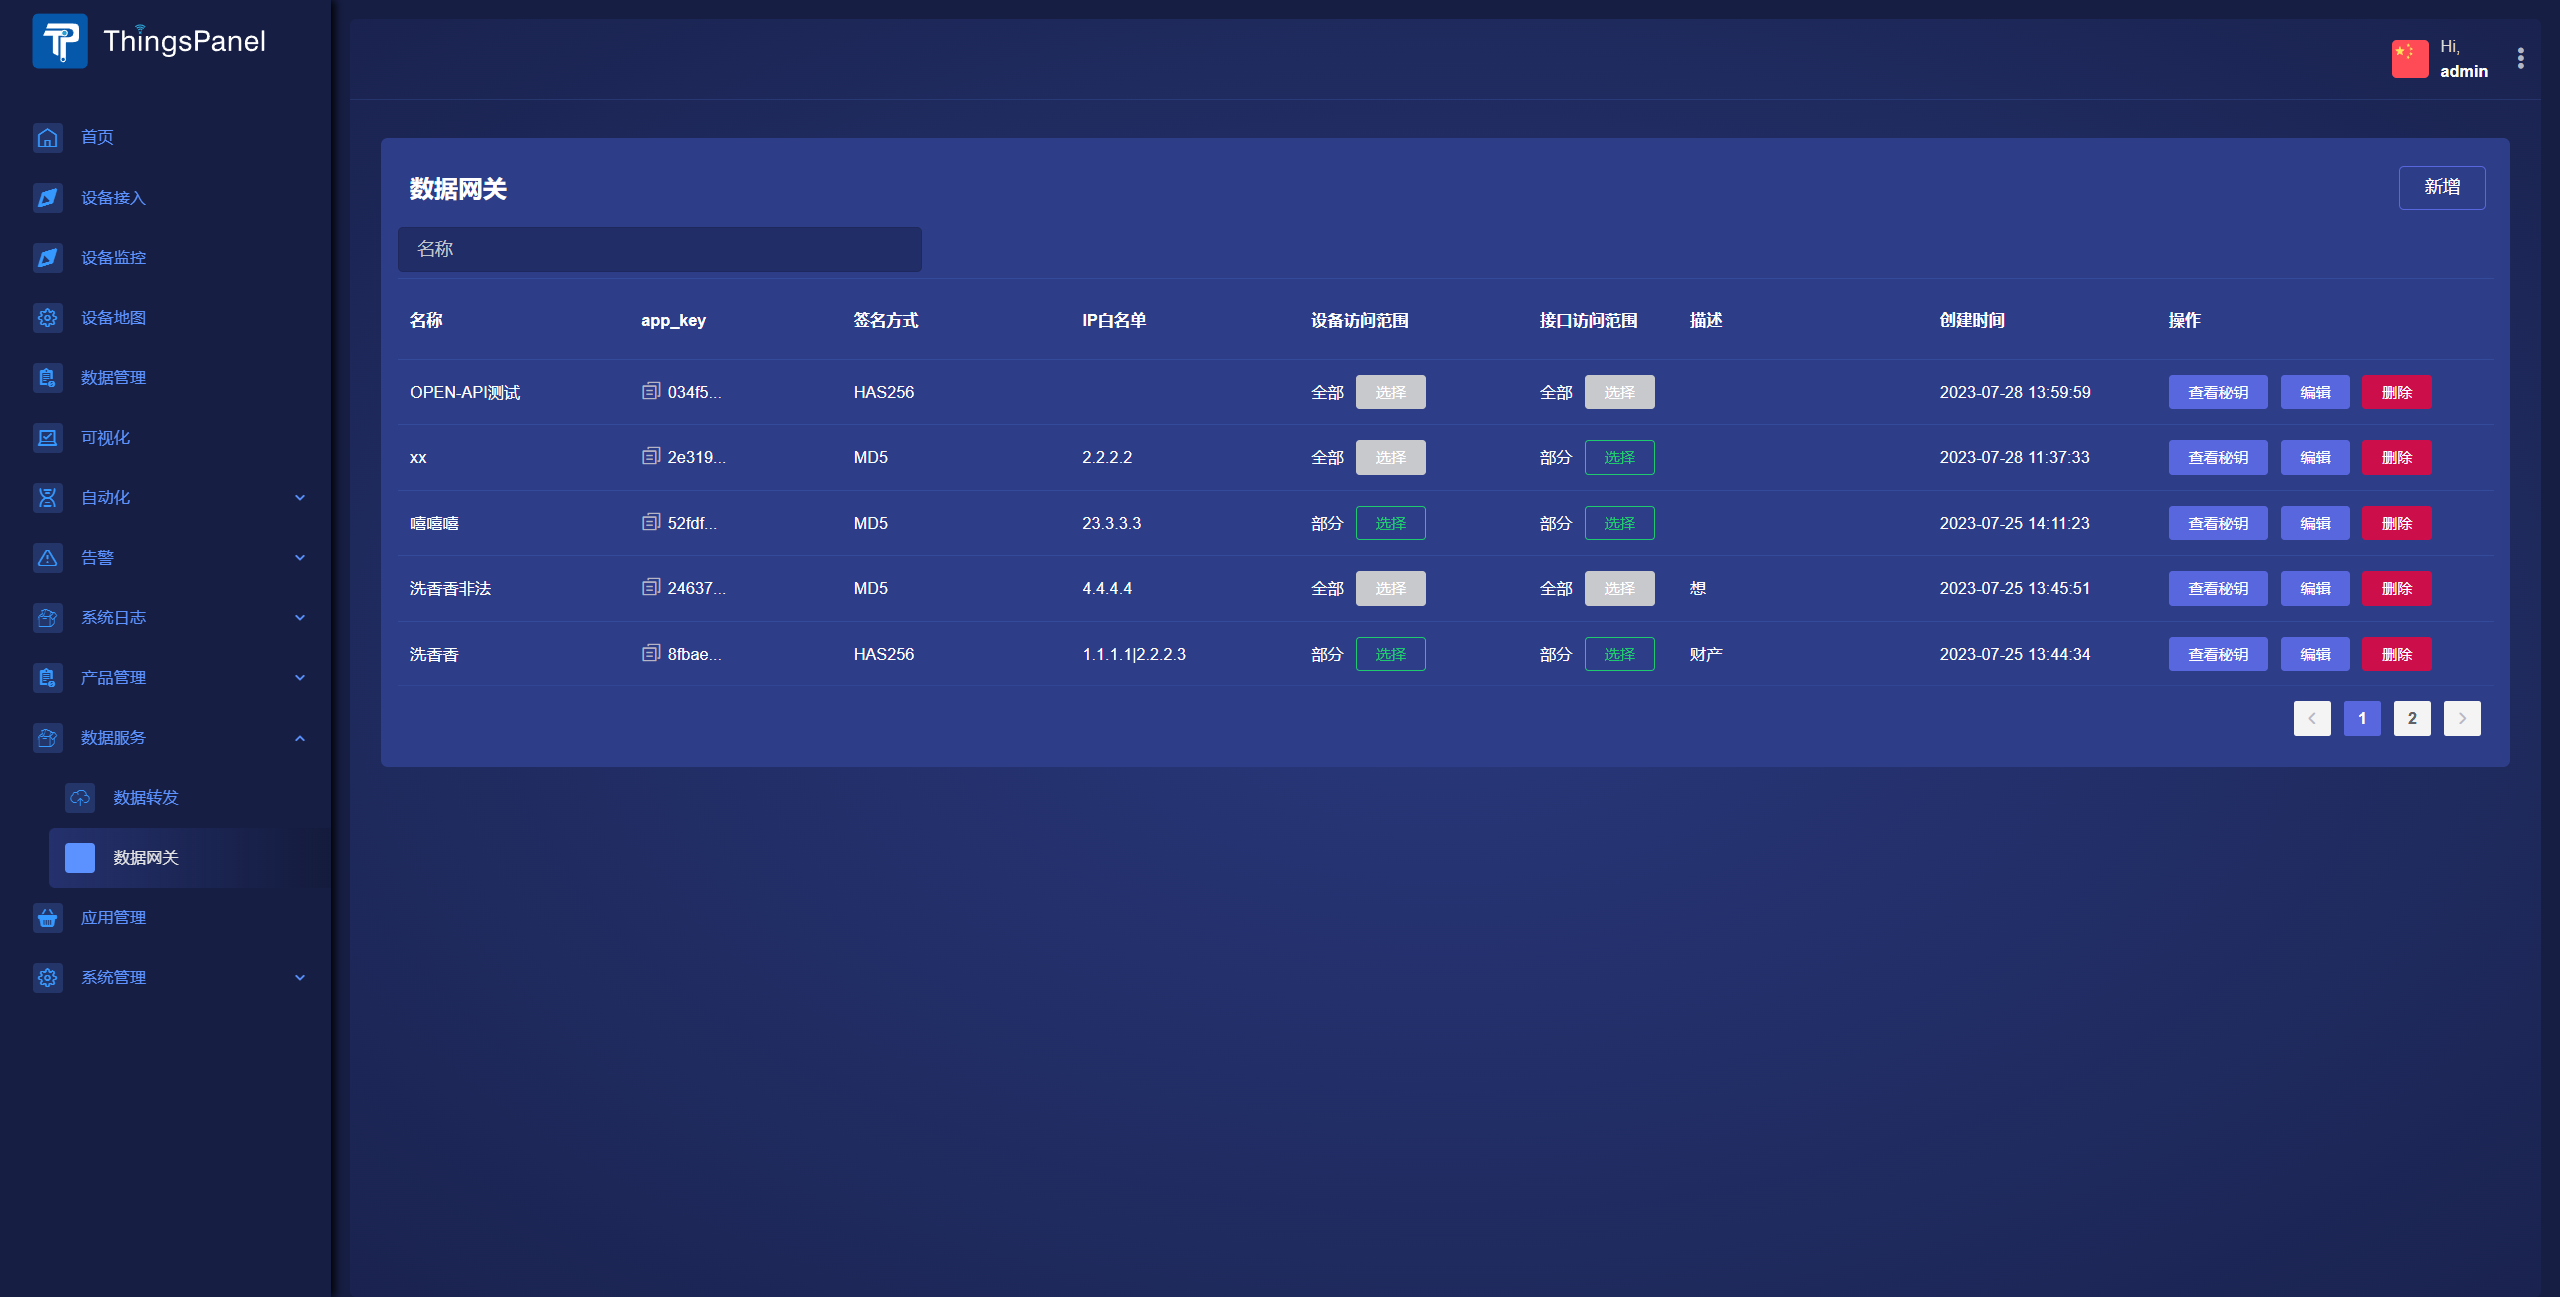 ThingsPanel
首页
设备接入
设备监控
设备地图
数据管理
可视化
自动化
告警
系统日志
产品管理
数据服务
数据转发
数据网关
应用管理
系统管理
Hi,
admin
数据网关
新增
名称
名称 app_key 签名方式 IP白名单 设备访问范围 接口访问范围 描述 创建时间 操作
OPEN-API测试 034f5... HAS256 全部 选择 全部 选择 2023-07-28 13:59:59 查看秘钥 编辑 删除
xx 2e319... MD5 2.2.2.2 全部 选择 部分 选择 2023-07-28 11:37:33 查看秘钥 编辑 删除
嘻嘻嘻 52fdf... MD5 23.3.3.3 部分 选择 部分 选择 2023-07-25 14:11:23 查看秘钥 编辑 删除
洗香香非法 24637... MD5 4.4.4.4 全部 选择 全部 选择 想 2023-07-25 13:45:51 查看秘钥 编辑 删除
洗香香 8fbae... HAS256 1.1.1.1|2.2.2.3 部分 选择 部分 选择 财产 2023-07-25 13:44:34 查看秘钥 编辑 删除
1 2